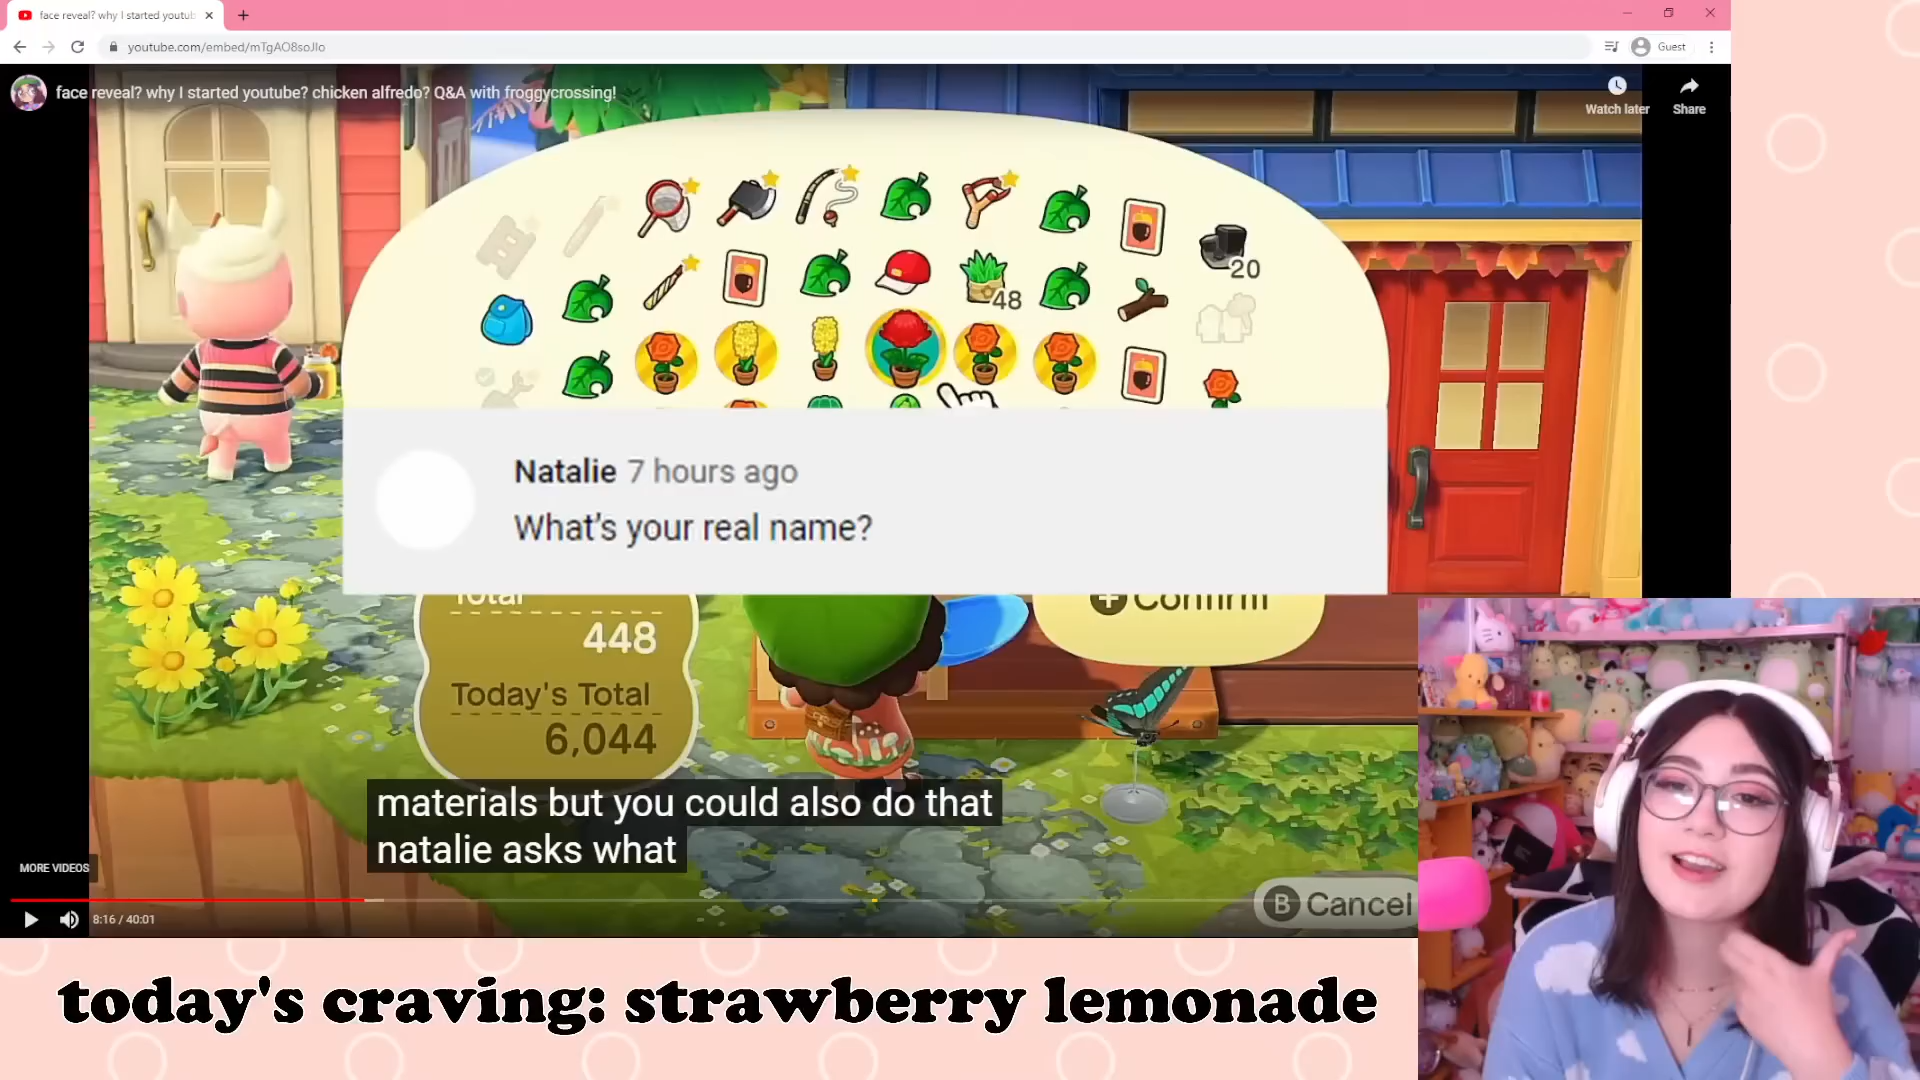 face reveal? why I started youtub
youtube.com/embed/mTgAO8soJIo
Guest
face reveal? why I started youtube? chicken alfredo? Q&A with froggycrossing!
Watch later
Share
20
48
Natalie 7 hours ago
What's your real name?
Total
448
Today's Total
6,044
+ Confirm
materials but you could also do that
natalie asks what
MORE VIDEOS
8:16 / 40:01
B Cancel
today's craving: strawberry lemonade